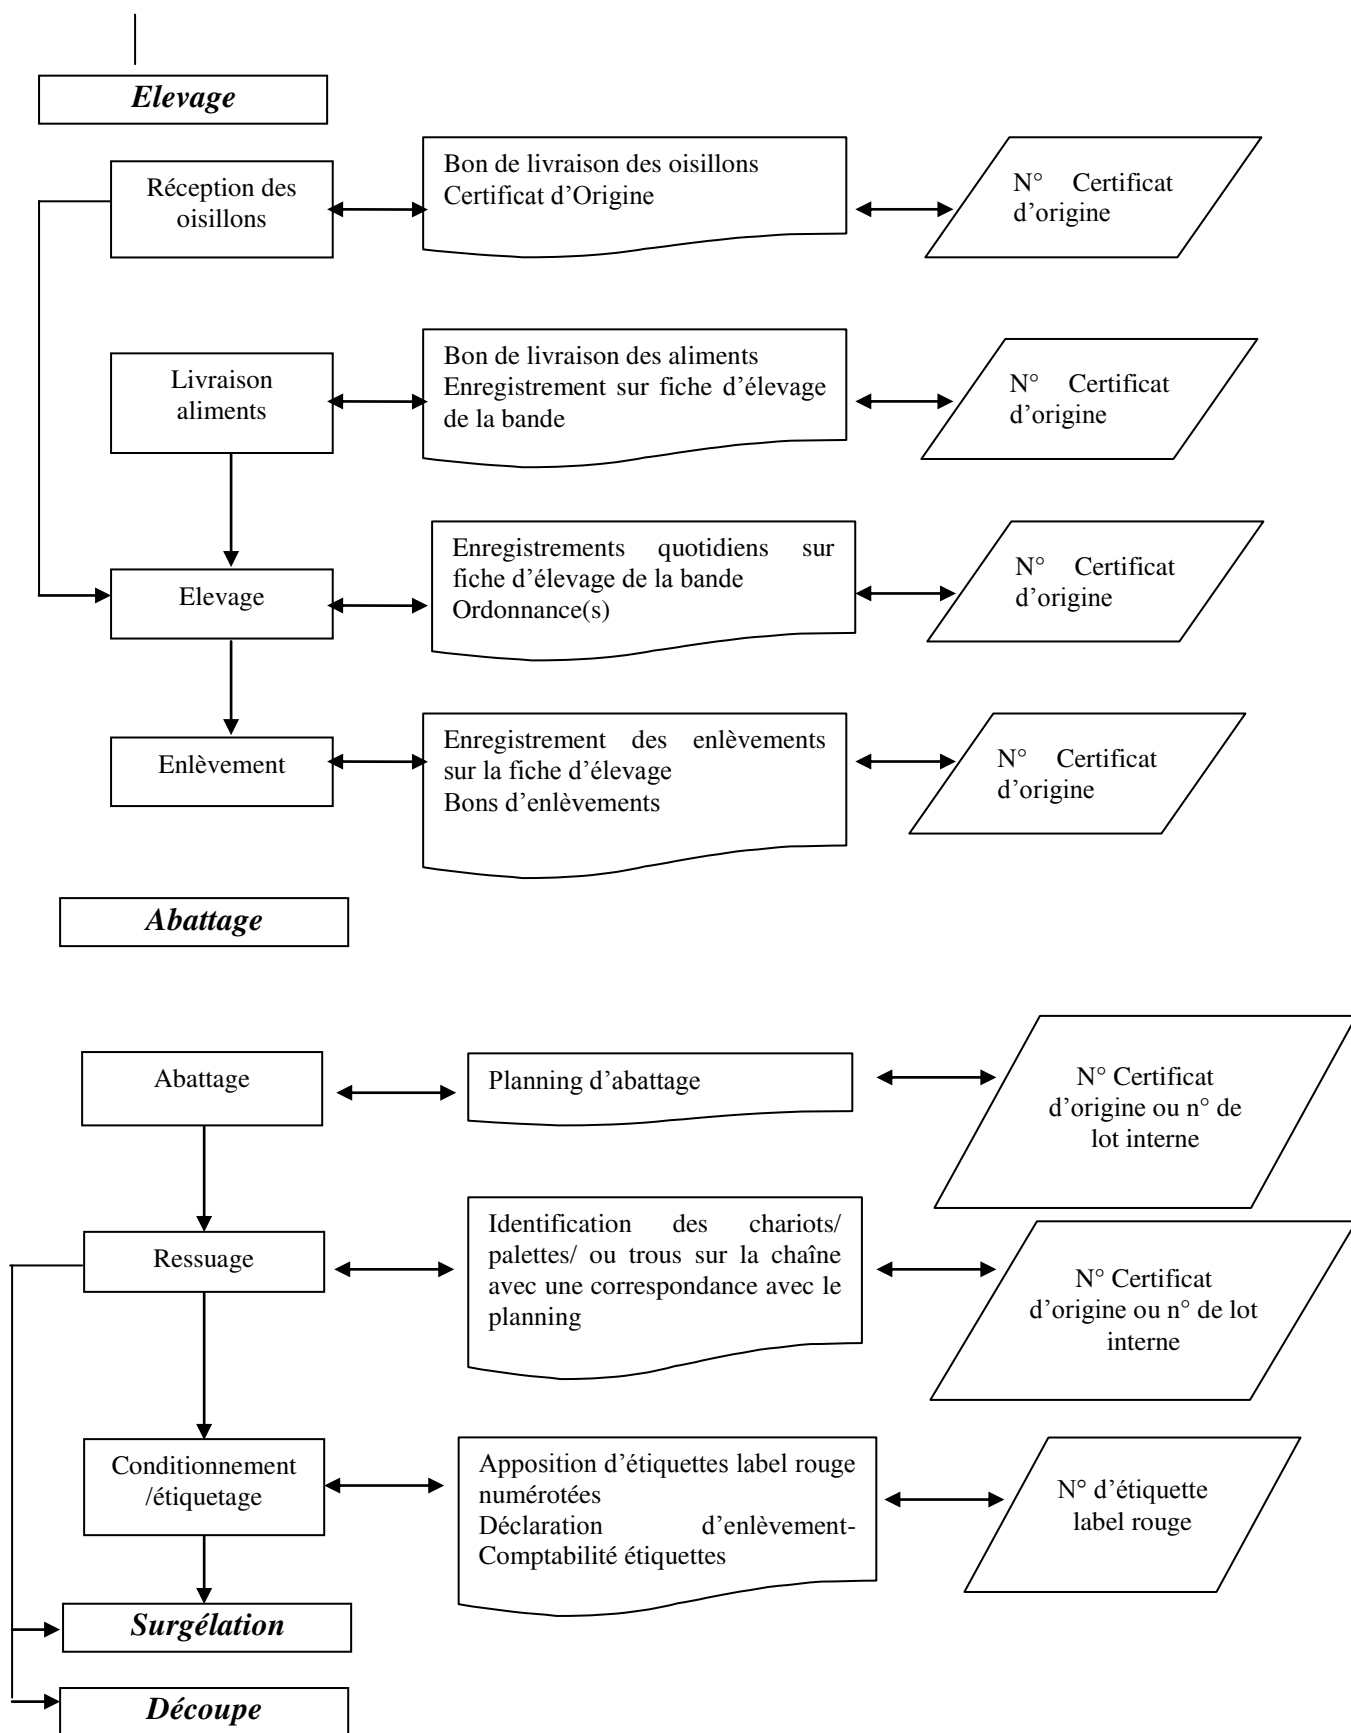 Elevage
Réception des
oisillons
Bon de livraison des oisillons
Certificat d’Origine
N° Certificat
d’origine
Livraison
aliments
Bon de livraison des aliments
Enregistrement sur fiche d’élevage
de la bande
N° Certificat
d’origine
Elevage
Enregistrements quotidiens sur
fiche d’élevage de la bande
Ordonnance(s)
N° Certificat
d’origine
Enlèvement
Enregistrement des enlèvements
sur la fiche d’élevage
Bons d’enlèvements
N° Certificat
d’origine
Abattage
Abattage
Planning d’abattage
N° Certificat
d’origine ou n° de
lot interne
Ressuage
Identification des chariots/
palettes/ ou trous sur la chaîne
avec une correspondance avec le
planning
N° Certificat
d’origine ou n° de lot
interne
Conditionnement
/étiquetage
Apposition d’étiquettes label rouge
numérotées
Déclaration d’enlèvement-
Comptabilité étiquettes
N° d’étiquette
label rouge
Surgélation
Découpe